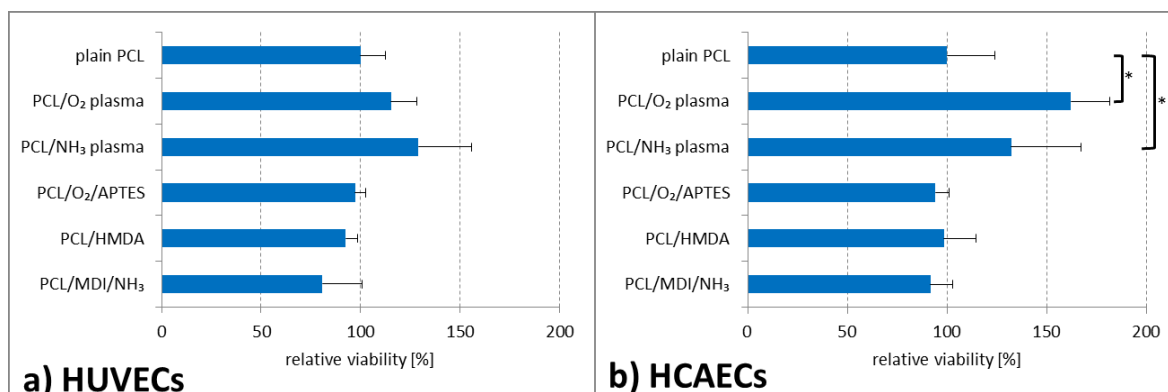 plain PCL
PCL/O₂ plasma
PCL/NH₃ plasma
PCL/O₂/APTES
PCL/HMDA
PCL/MDI/NH₃
0 50 100 150 200
relative viability [%]
a) HUVECs
plain PCL
PCL/O₂ plasma
PCL/NH₃ plasma
PCL/O₂/APTES
PCL/HMDA
PCL/MDI/NH₃
*
*
0 50 100 150 200
relative viability [%]
b) HCAECs